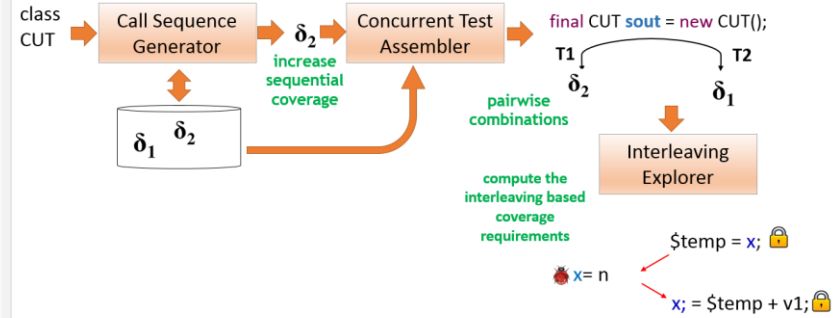 class
CUT
Call Sequence
Generator
δ2
increase
sequential
coverage
Concurrent Test
Assembler
final CUT sout = new CUT();
T1
T2
δ2
δ1
pairwise
combinations
δ1
δ2
Interleaving
Explorer
compute the
interleaving based
coverage
requirements
$temp = x;
x= n
x; = $temp + v1;